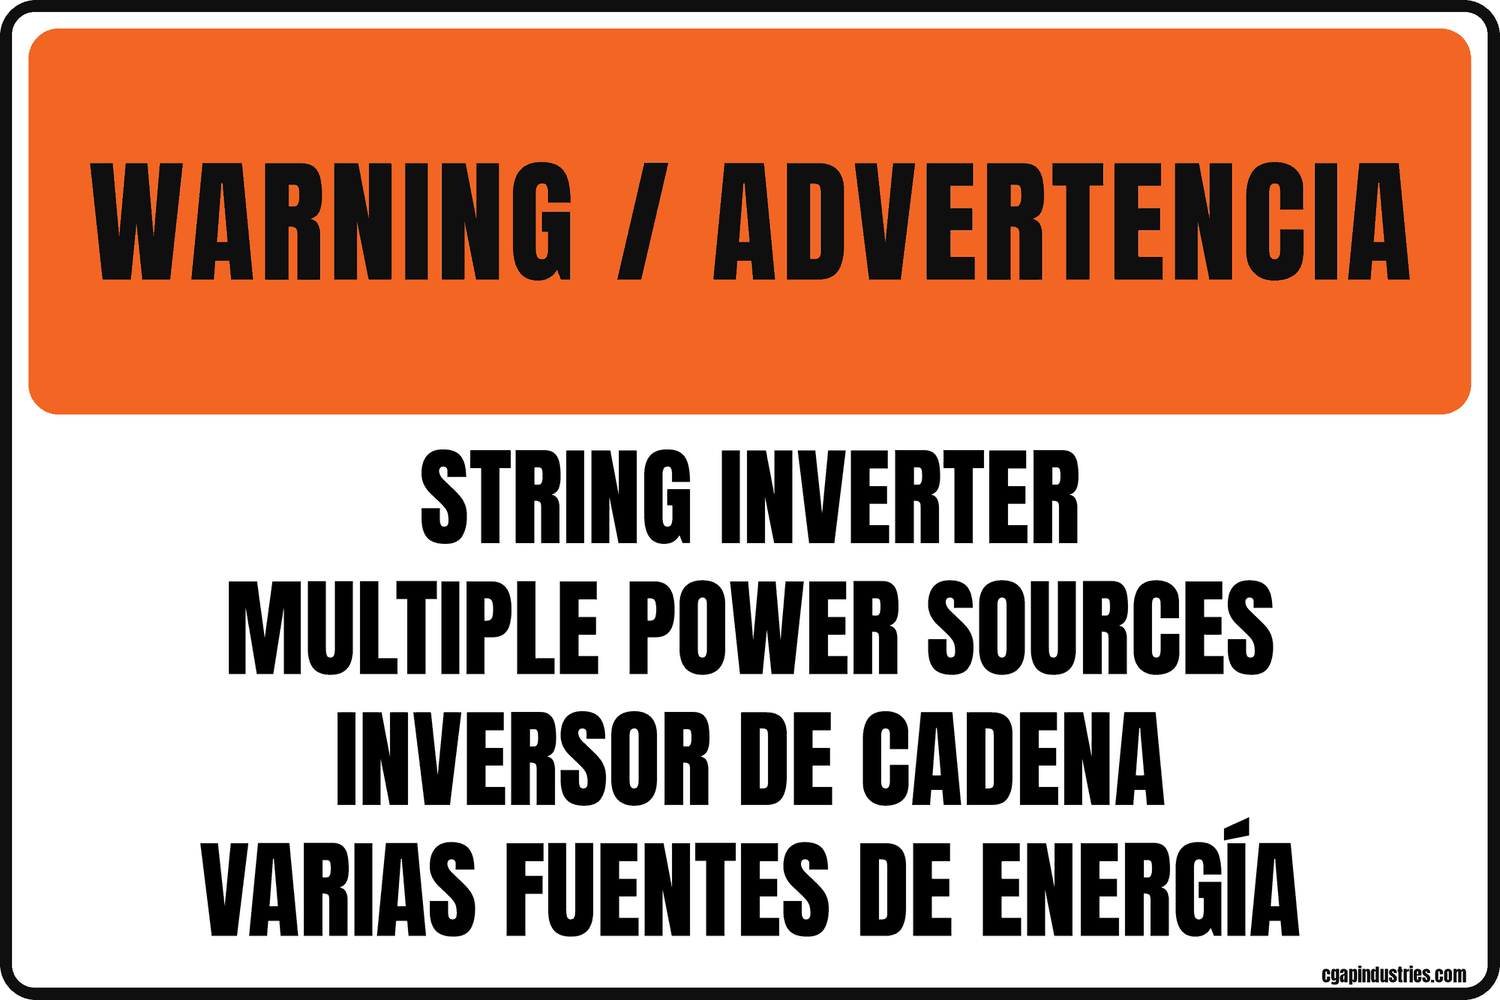 WARNING / ADVERTENCIA
STRING INVERTER
MULTIPLE POWER SOURCES
INVERSOR DE CADENA
VARIAS FUENTES DE ENERGÍA
cgapindustries.com